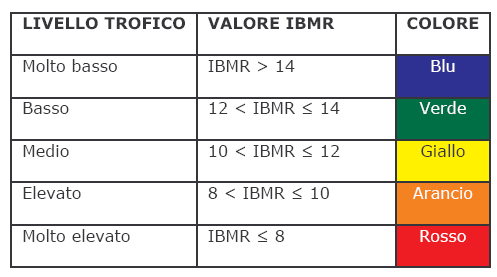 LIVELLO TROFICO VALORE IBMR COLORE
Molto basso IBMR > 14 Blu
Basso 12 < IBMR ≤ 14 Verde
Medio 10 < IBMR ≤ 12 Giallo
Elevato 8 < IBMR ≤ 10 Arancio
Molto elevato IBMR ≤ 8 Rosso